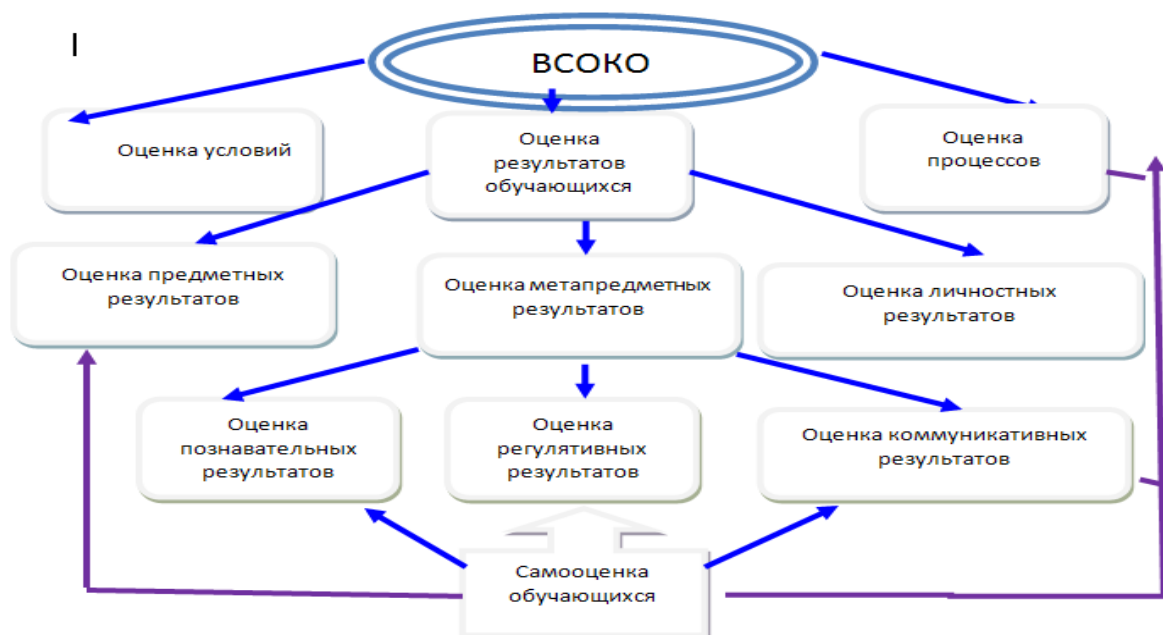 I
ВСОКО
Оценка условий
Оценка
результатов
обучающихся
Оценка
процессов
Оценка предметных
результатов
Оценка метапредметных
результатов
Оценка личностных
результатов
Оценка
познавательных
результатов
Оценка
регулятивных
результатов
Оценка коммуникативных
результатов
Самооценка
обучающихся